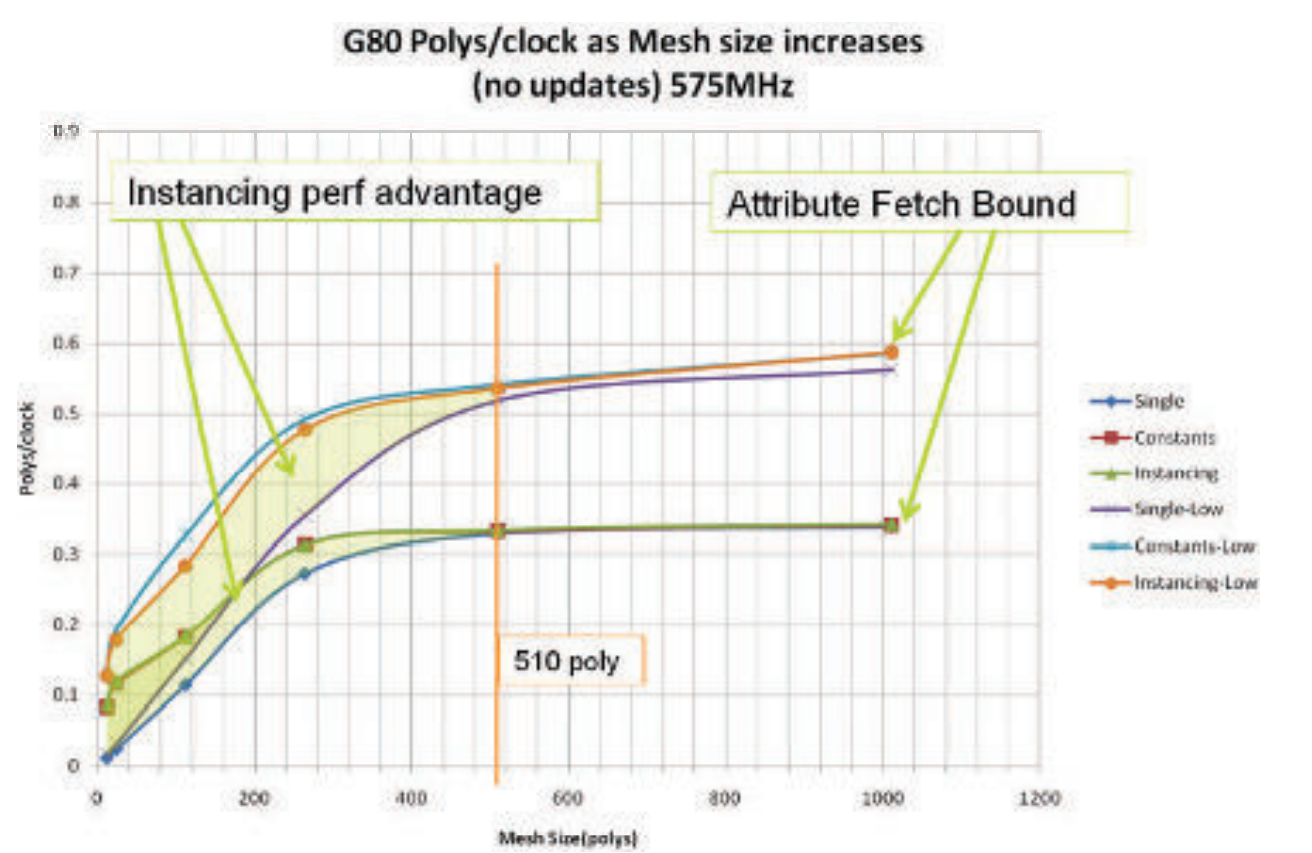 G80 Polys/clock as Mesh size increases
(no updates) 575MHz
0.9
Instancing perf advantage
Attribute Fetch Bound
0.8
0.7
0.6
0.5
0.4
0.3
0.2
0.1
0
Polys/clock
510 poly
Single
Constants
Instancing
Single-Low
Constants-Low
Instancing-Low
0 200 400 600 800 1000 1200
Mesh Size(polys)